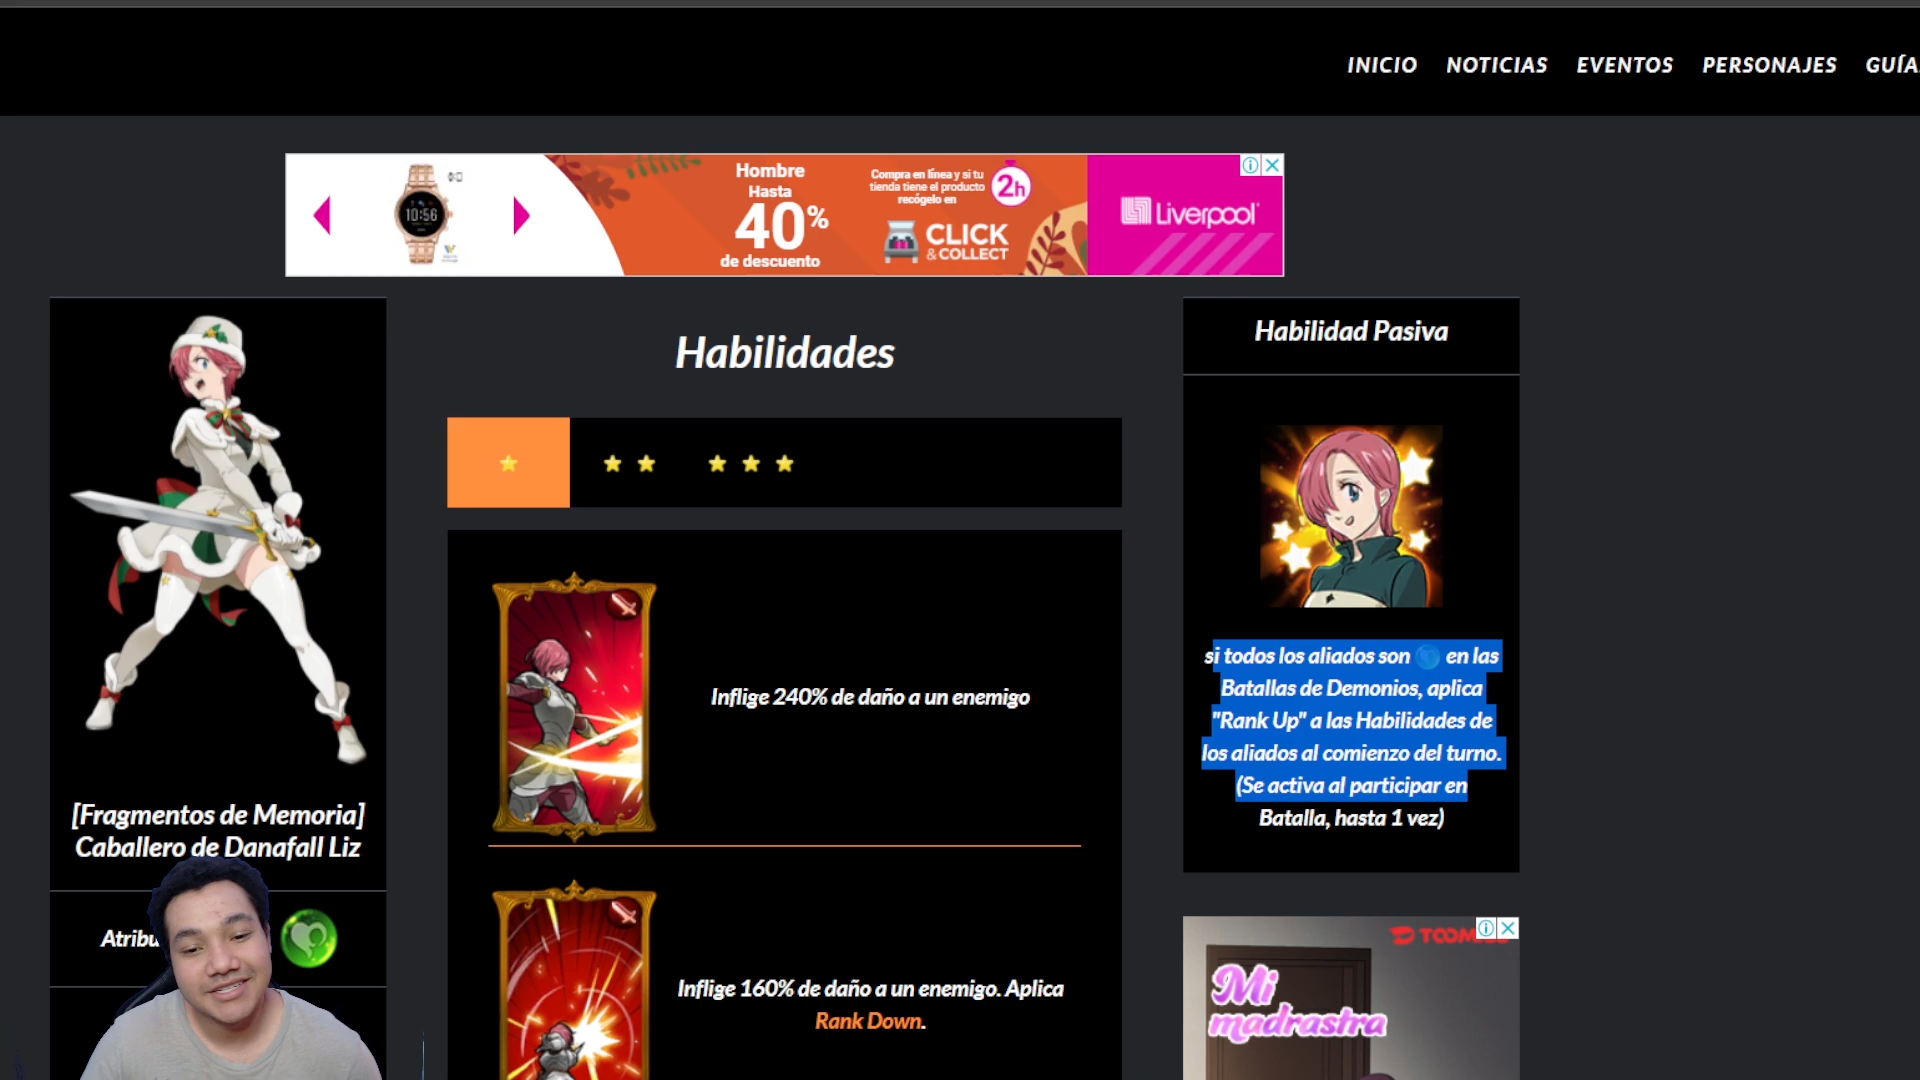 INICIO NOTICIAS EVENTOS PERSONAJES GUÍA
10:56
Hombre
Hasta
40%
de descuento
Compra en línea y si tu
tienda tiene el producto
recógelo en
2h
CLICK
& COLLECT
Liverpool
[Fragmentos de Memoria]
Caballero de Danafall Liz
Atribu
Habilidades
Inflige 240% de daño a un enemigo
Inflige 160% de daño a un enemigo. Aplica
Rank Down.
Habilidad Pasiva
si todos los aliados son en las
Batallas de Demonios, aplica
"Rank Up" a las Habilidades de
los aliados al comienzo del turno.
(Se activa al participar en
Batalla, hasta 1 vez)
Mi
madrastra